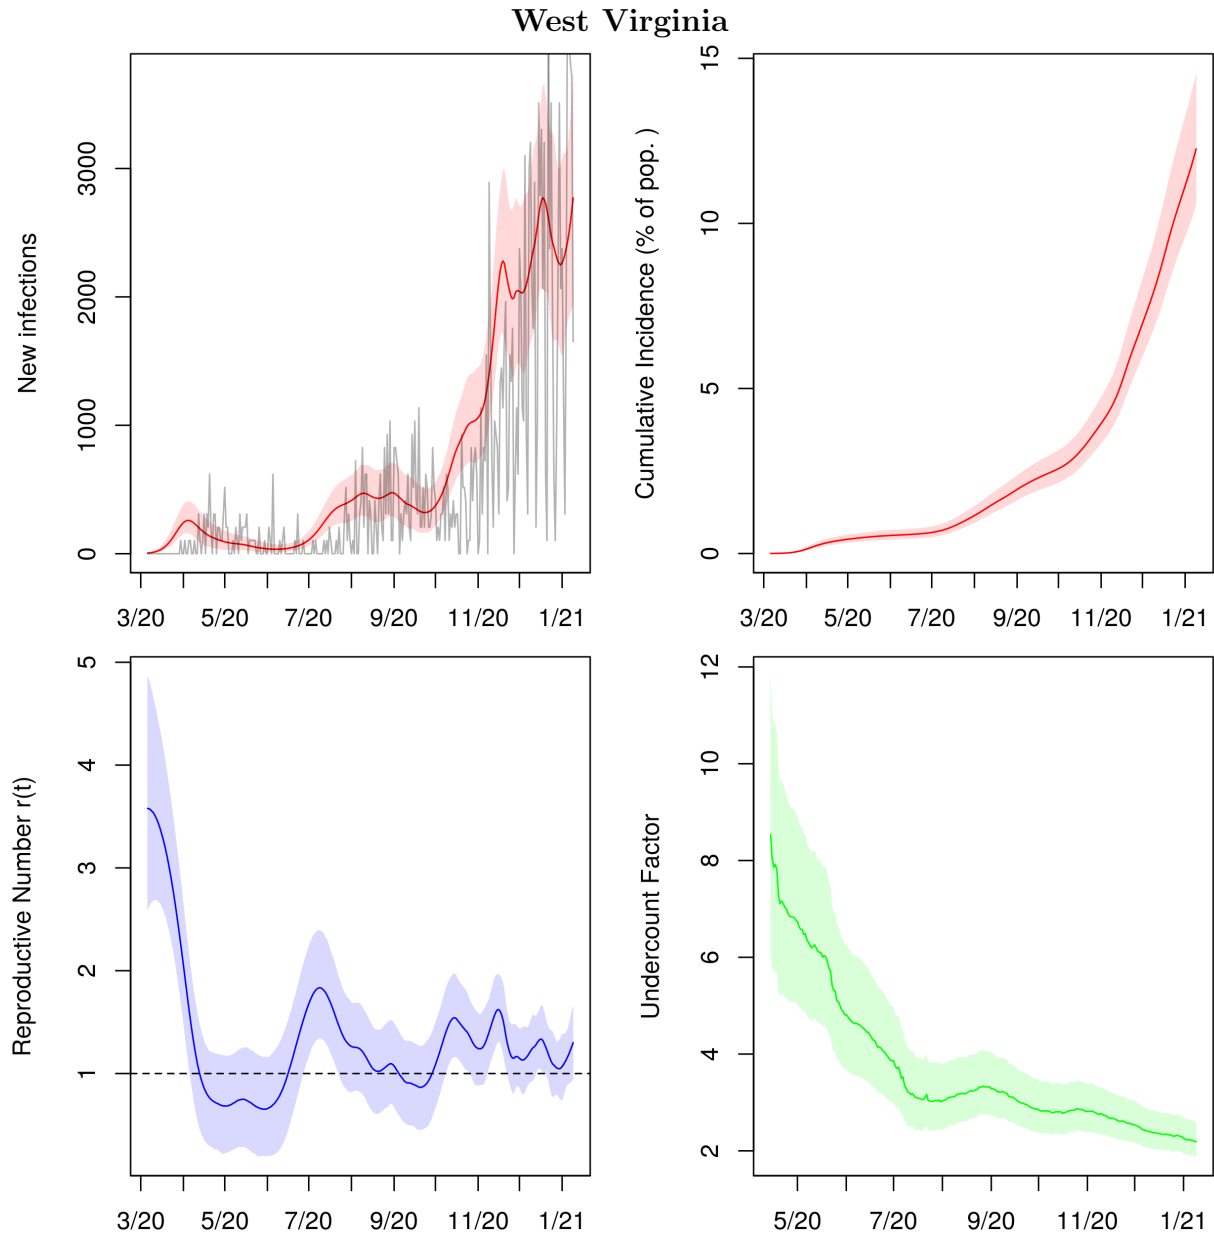 West Virginia
New infections
0
1000
2000
3000
3/20 5/20 7/20 9/20 11/20 1/21
Cumulative Incidence (% of pop. )
0
5
10
15
3/20 5/20 7/20 9/20 11/20 1/21
Reproductive Number r(t)
1
2
3
4
5
3/20 5/20 7/20 9/20 11/20 1/21
Undercount Factor
2
4
6
8
10
12
5/20 7/20 9/20 11/20 1/21